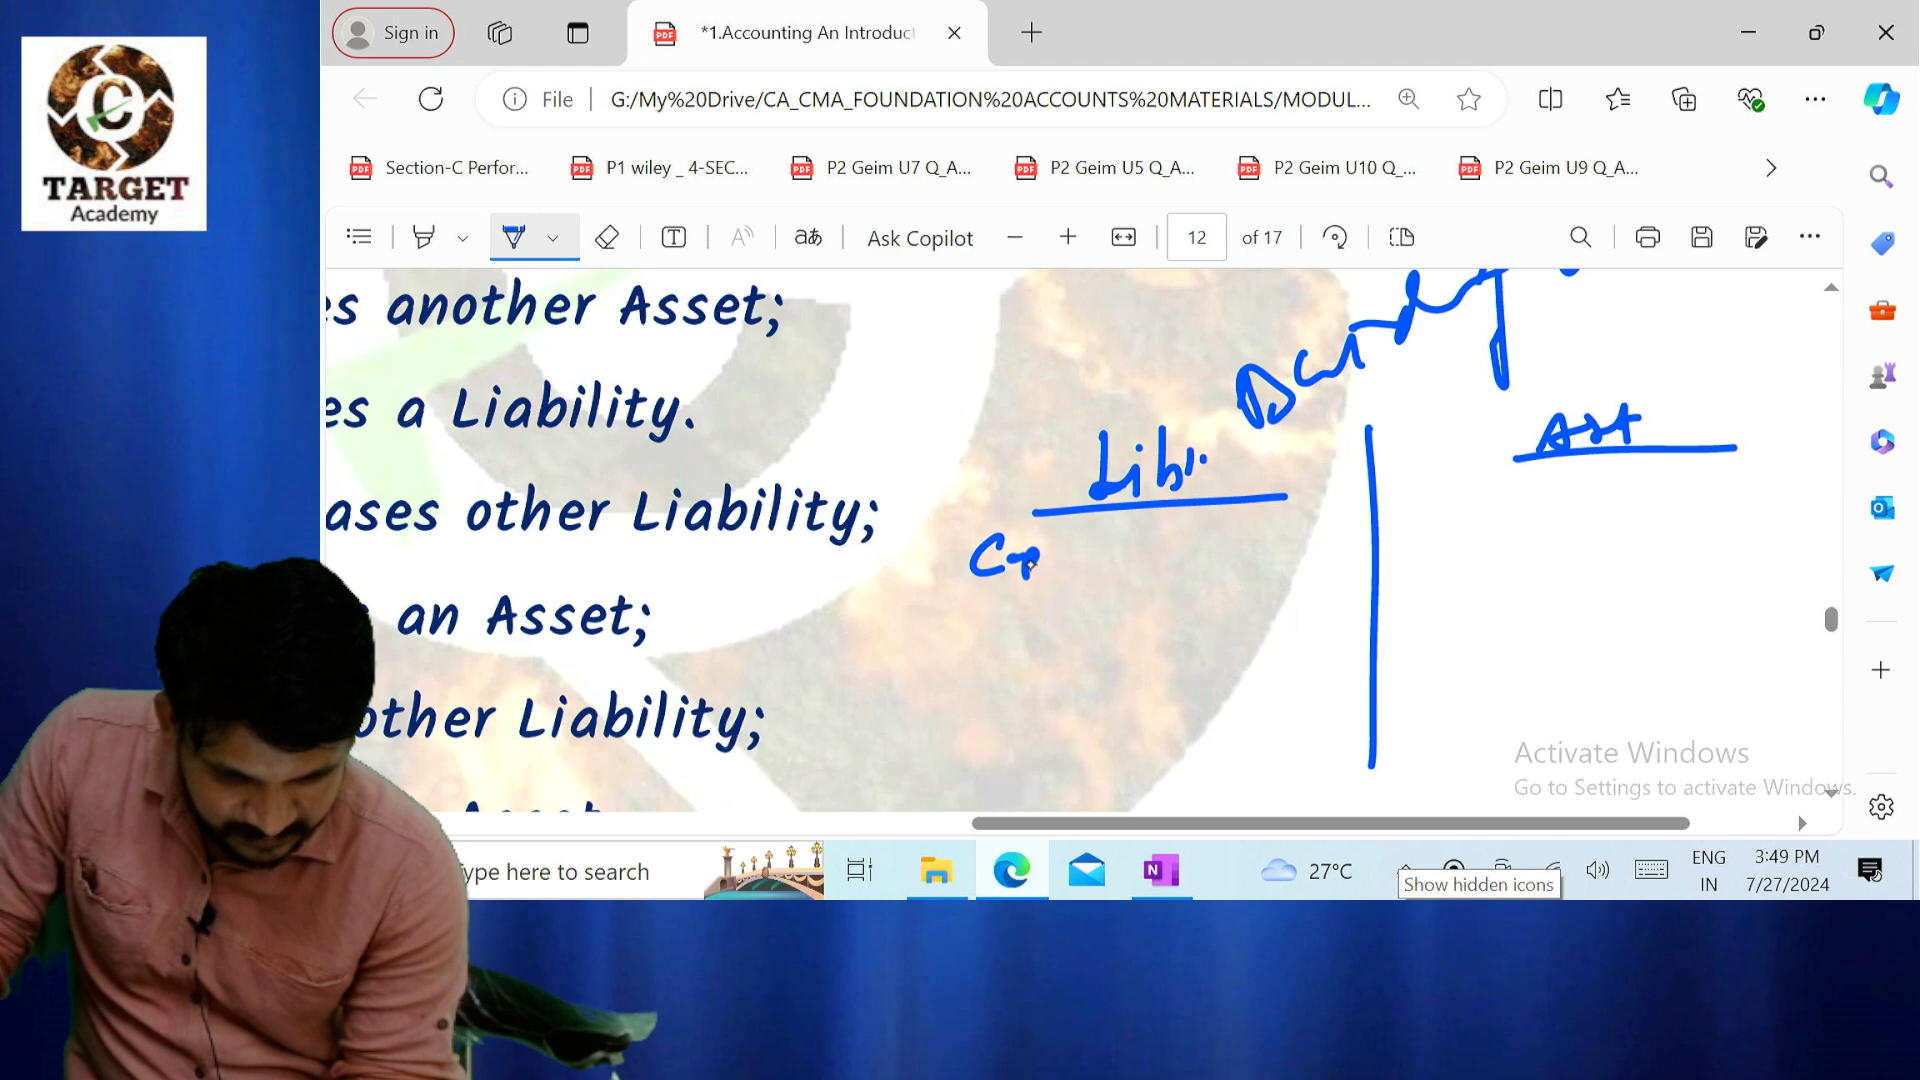 TARGET
Academy
Sign in
*1.Accounting An Introduct
File
G:/My%20Drive/CA_CMA_FOUNDATION%20ACCOUNTS%20MATERIALS/MODUL...
Section-C Perfor...
P1 wiley _ 4-SEC...
P2 Geim U7 Q_A...
P2 Geim U5 Q_A...
P2 Geim U10 Q_...
P2 Geim U9 Q_A...
Ask Copilot
12 of 17
es another Asset;
es a Liability.
ases other Liability;
an Asset;
other Liability;
Lib.
Ast
Activate Windows
Go to Settings to activate Windows.
ype here to search
27°C
Show hidden icons
ENG
IN
3:49 PM
7/27/2024